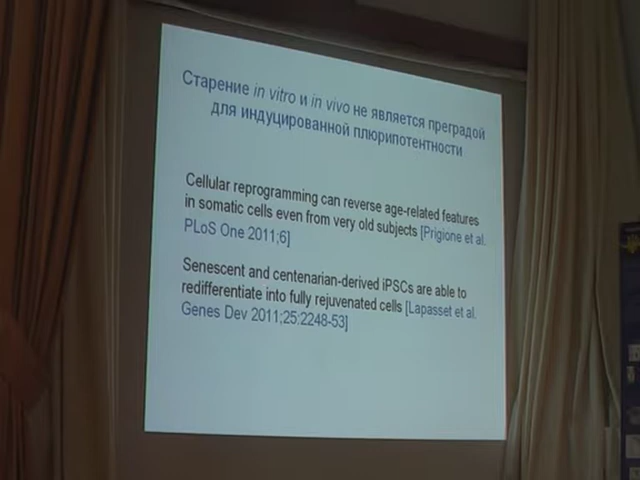 Старение in vitro и in vivo не является преградой
для индуцированной плюрипотентности
Cellular reprogramming can reverse age-related features
in somatic cells even from very old subjects [Prigione et al.
PLoS One 2011;6]
Senescent and centenarian-derived iPSCs are able to
redifferentiate into fully rejuvenated cells [Lapasset et al.
Genes Dev 2011;25:2248-53]